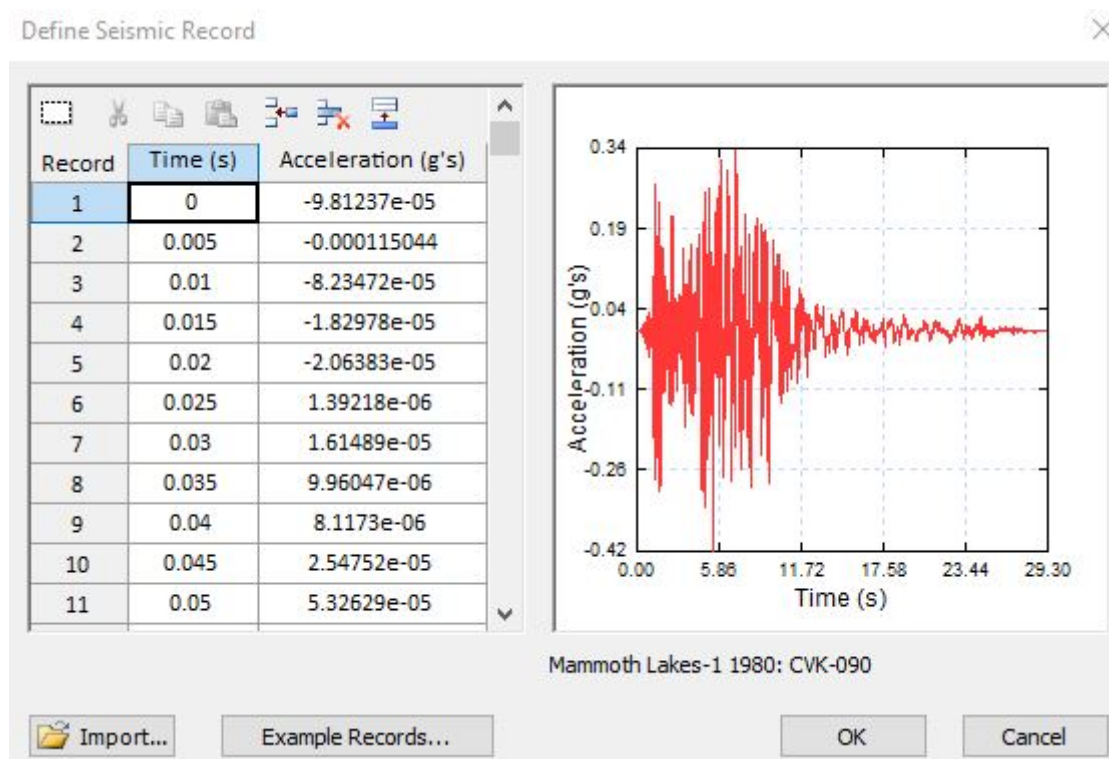 Define Seismic Record
Record Time (s) Acceleration (g's)
1 0 -9.81237e-05
2 0.005 -0.000115044
3 0.01 -8.23472e-05
4 0.015 -1.82978e-05
5 0.02 -2.06383e-05
6 0.025 1.39218e-06
7 0.03 1.61489e-05
8 0.035 9.96047e-06
9 0.04 8.1173e-06
10 0.045 2.54752e-05
11 0.05 5.32629e-05
Acceleration (g's)
0.34
0.19
0.04
-0.11
-0.26
-0.42
0.00 5.86 11.72 17.58 23.44 29.30
Time (s)
Mammoth Lakes-1 1980: CVK-090
Import... Example Records... OK Cancel